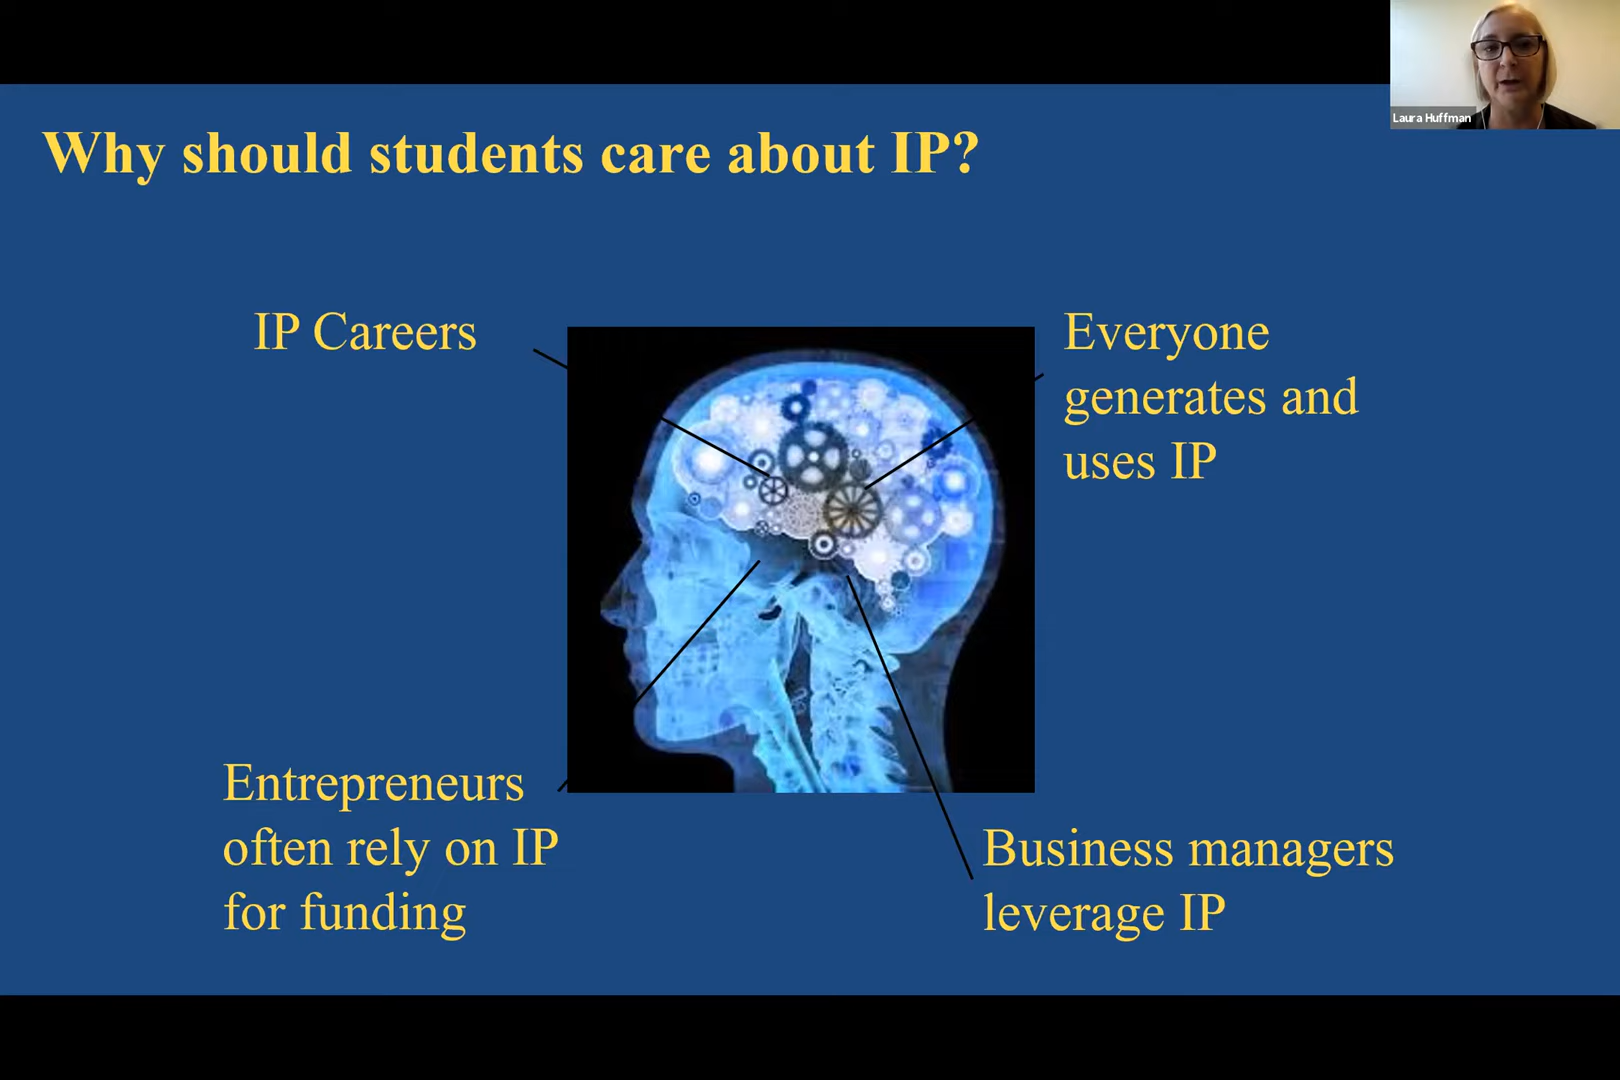 Laura Huffman
Why should students care about IP?
IP Careers
Everyone
generates and
uses IP
Entrepreneurs
often rely on IP
for funding
Business managers
leverage IP